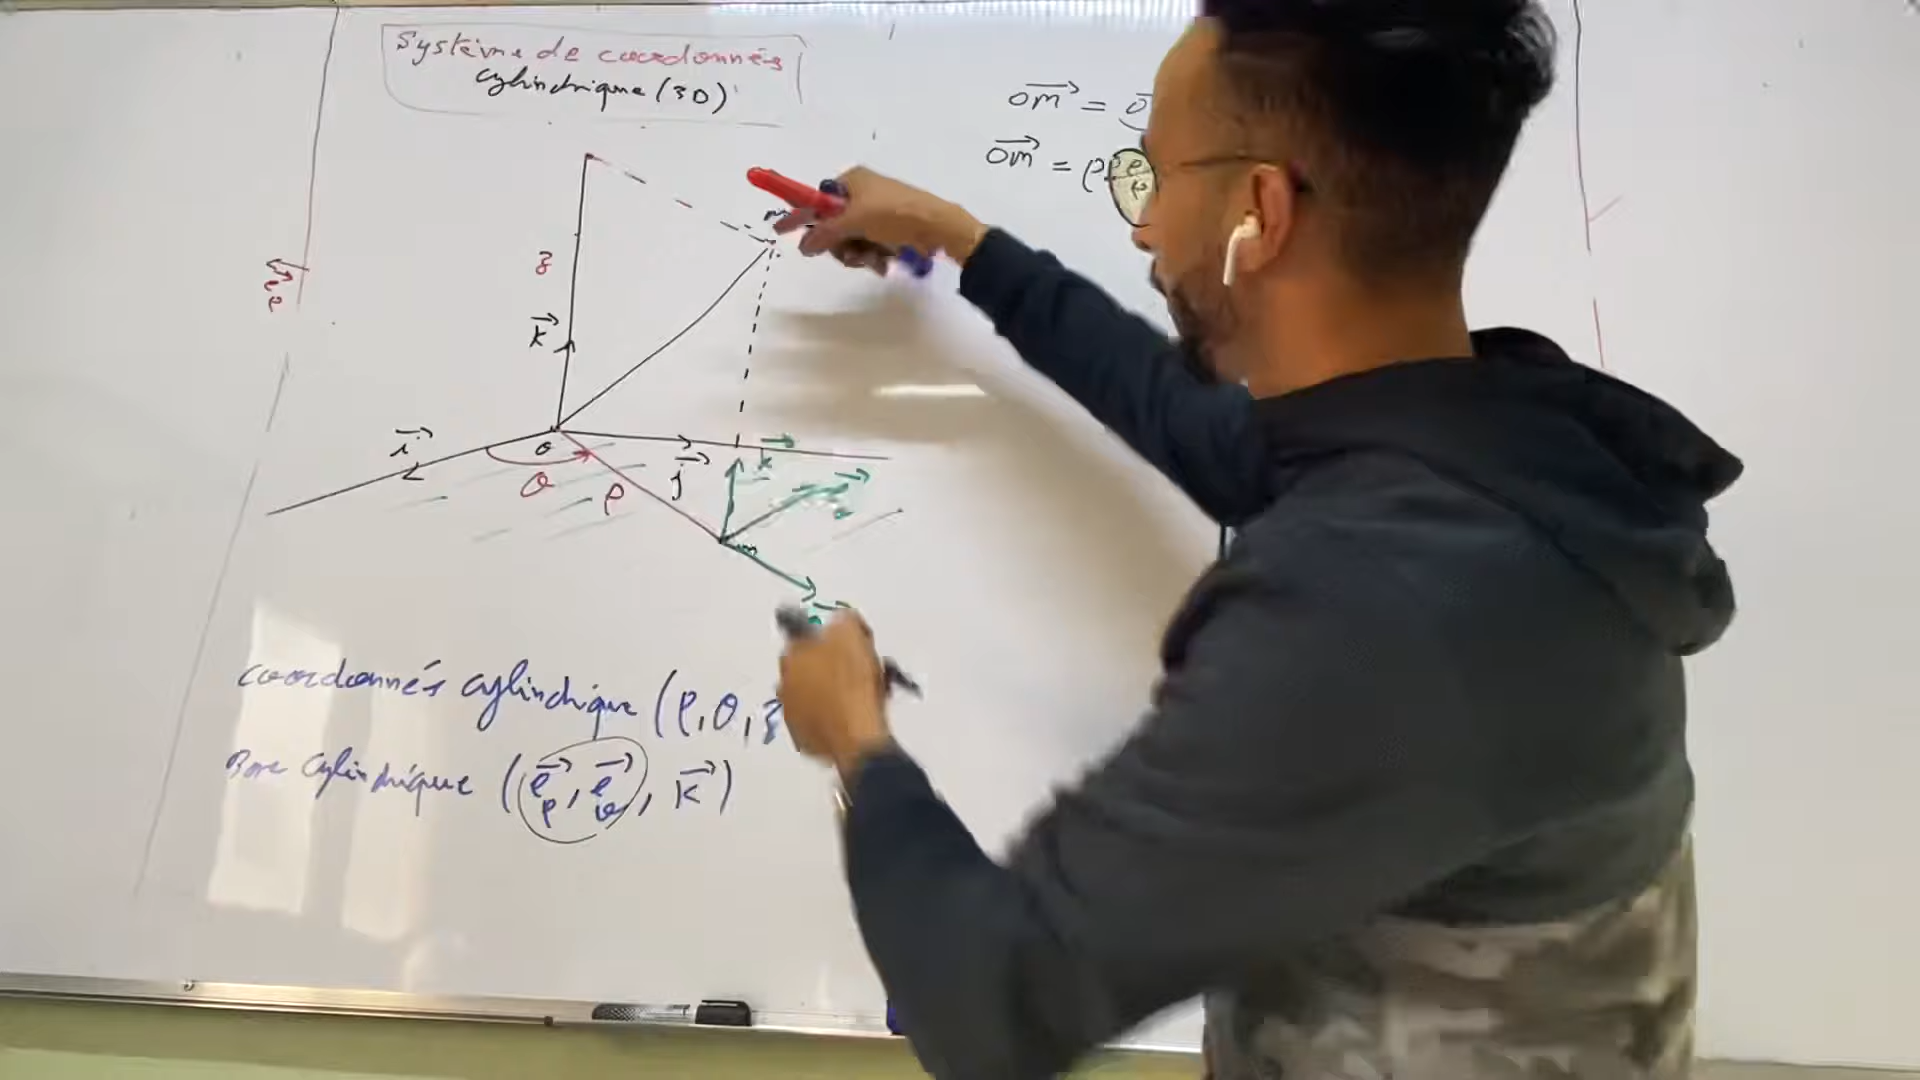 Système de coordonnés
cylindrique (3D)
OM = O
OM = ρ e ρ
M
z
e ρ
k
i
o
θ
ρ
j
k
m
coordonnés cylindrique (ρ, θ, z
Base cylindrique (e ρ, e θ, k)